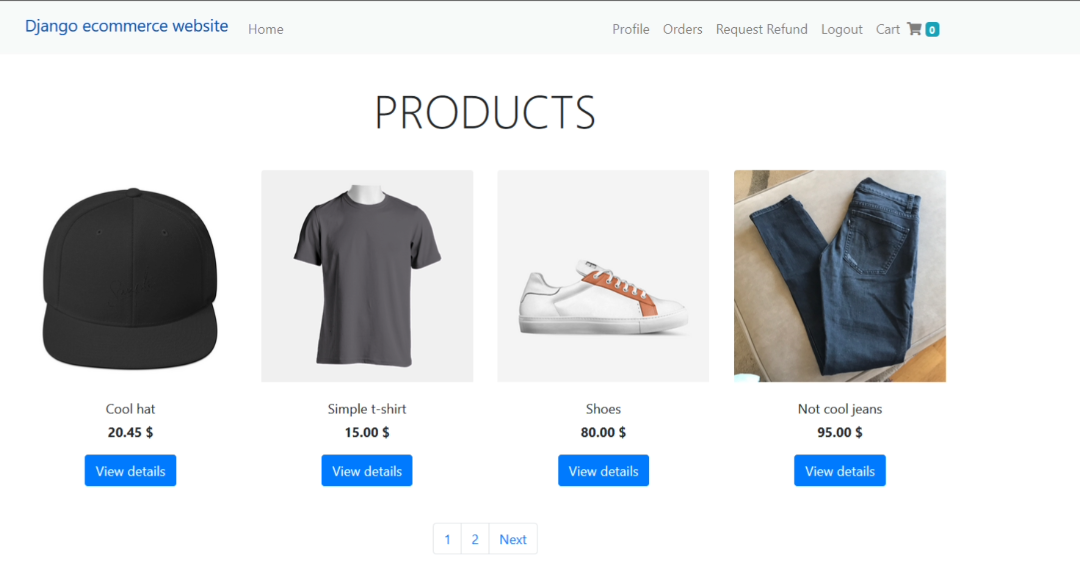 Django ecommerce website Home Profile Orders Request Refund Logout Cart 0
PRODUCTS
Cool hat Simple t-shirt Shoes Not cool jeans
20.45 $ 15.00 $ 80.00 $ 95.00 $
View details View details View details View details
1 2 Next